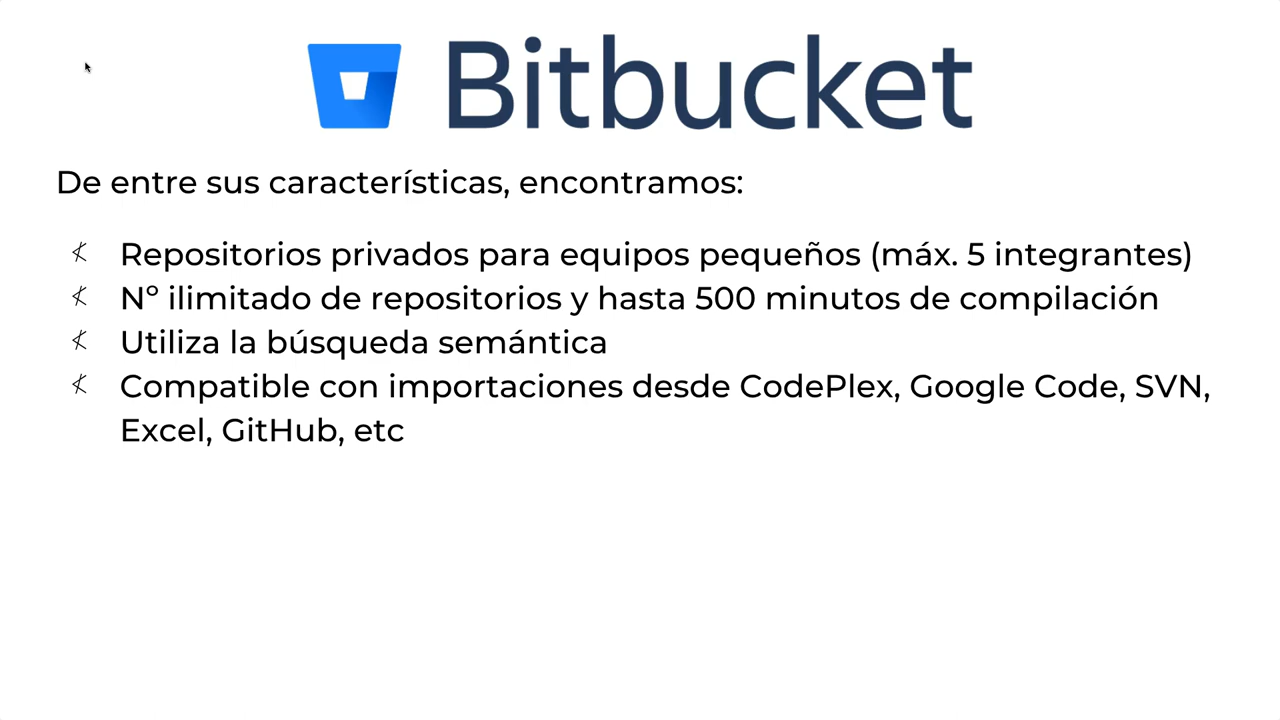 Bitbucket
De entre sus características, encontramos:
Repositorios privados para equipos pequeños (máx. 5 integrantes)
Nº ilimitado de repositorios y hasta 500 minutos de compilación
Utiliza la búsqueda semántica
Compatible con importaciones desde CodePlex, Google Code, SVN,
Excel, GitHub, etc